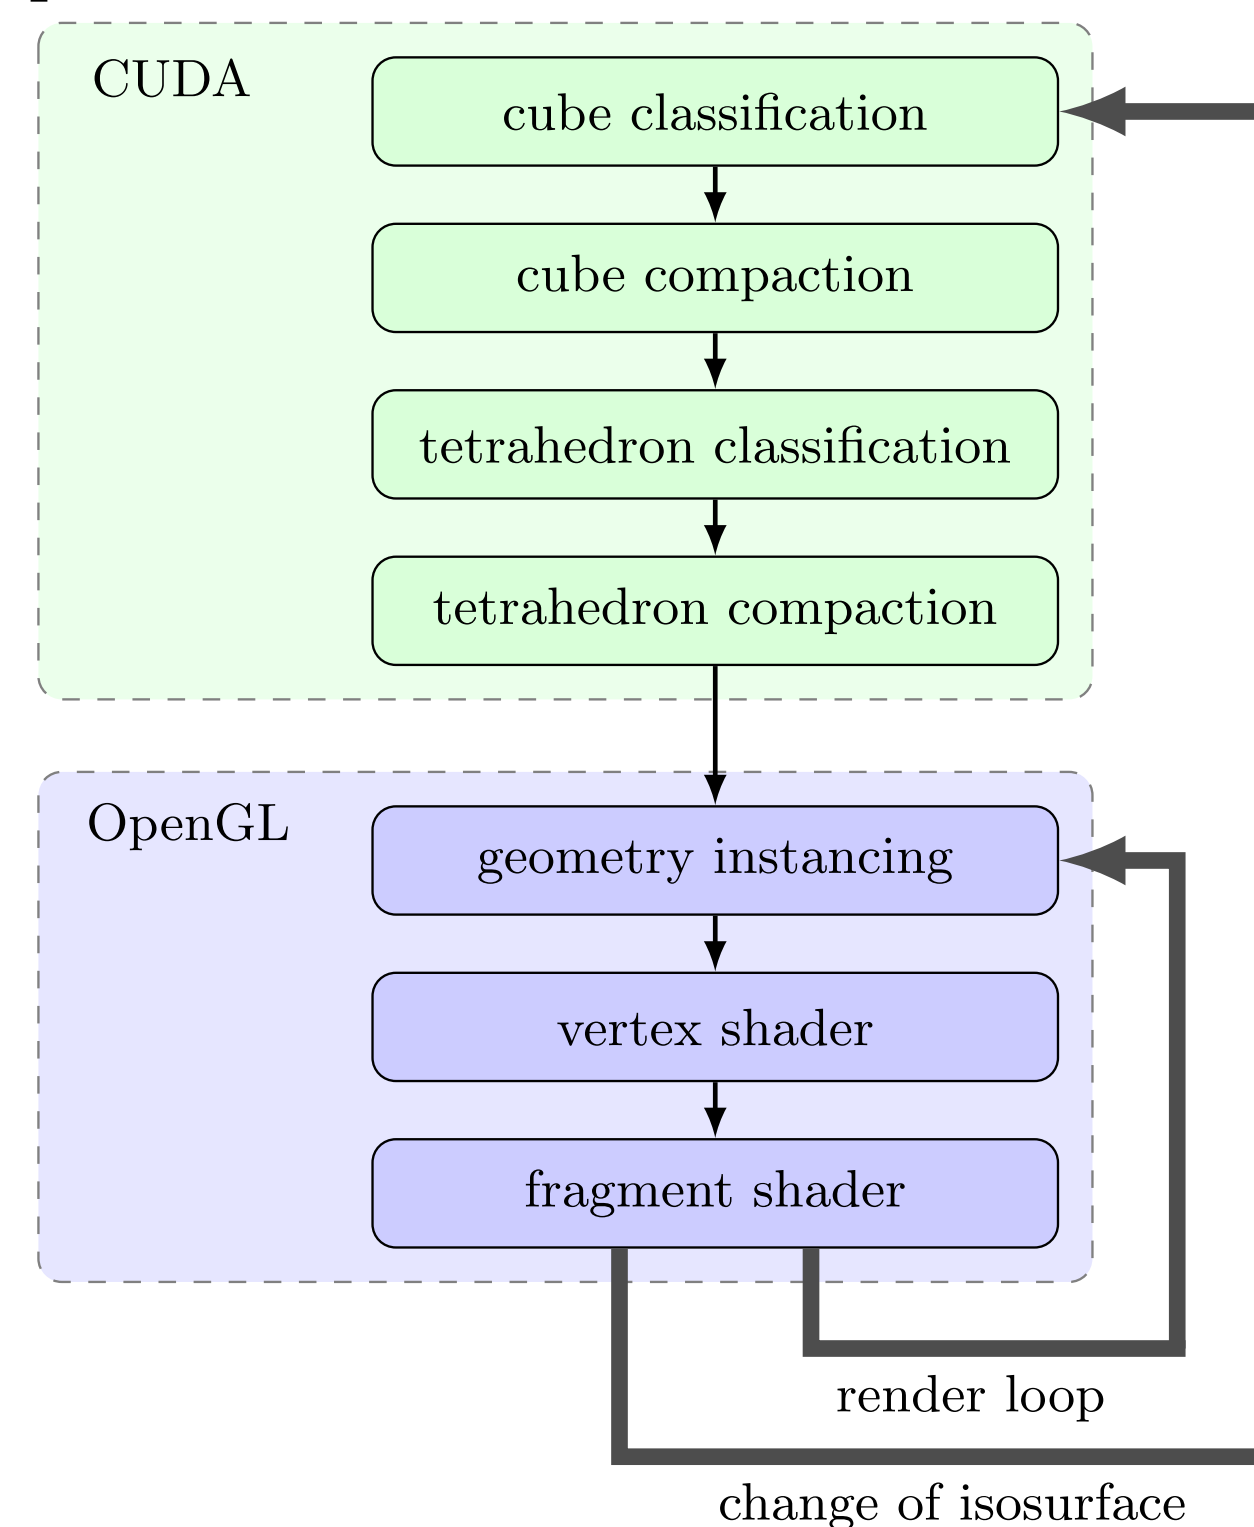 CUDA
cube classification
cube compaction
tetrahedron classification
tetrahedron compaction
OpenGL
geometry instancing
vertex shader
fragment shader
render loop
change of isosurface